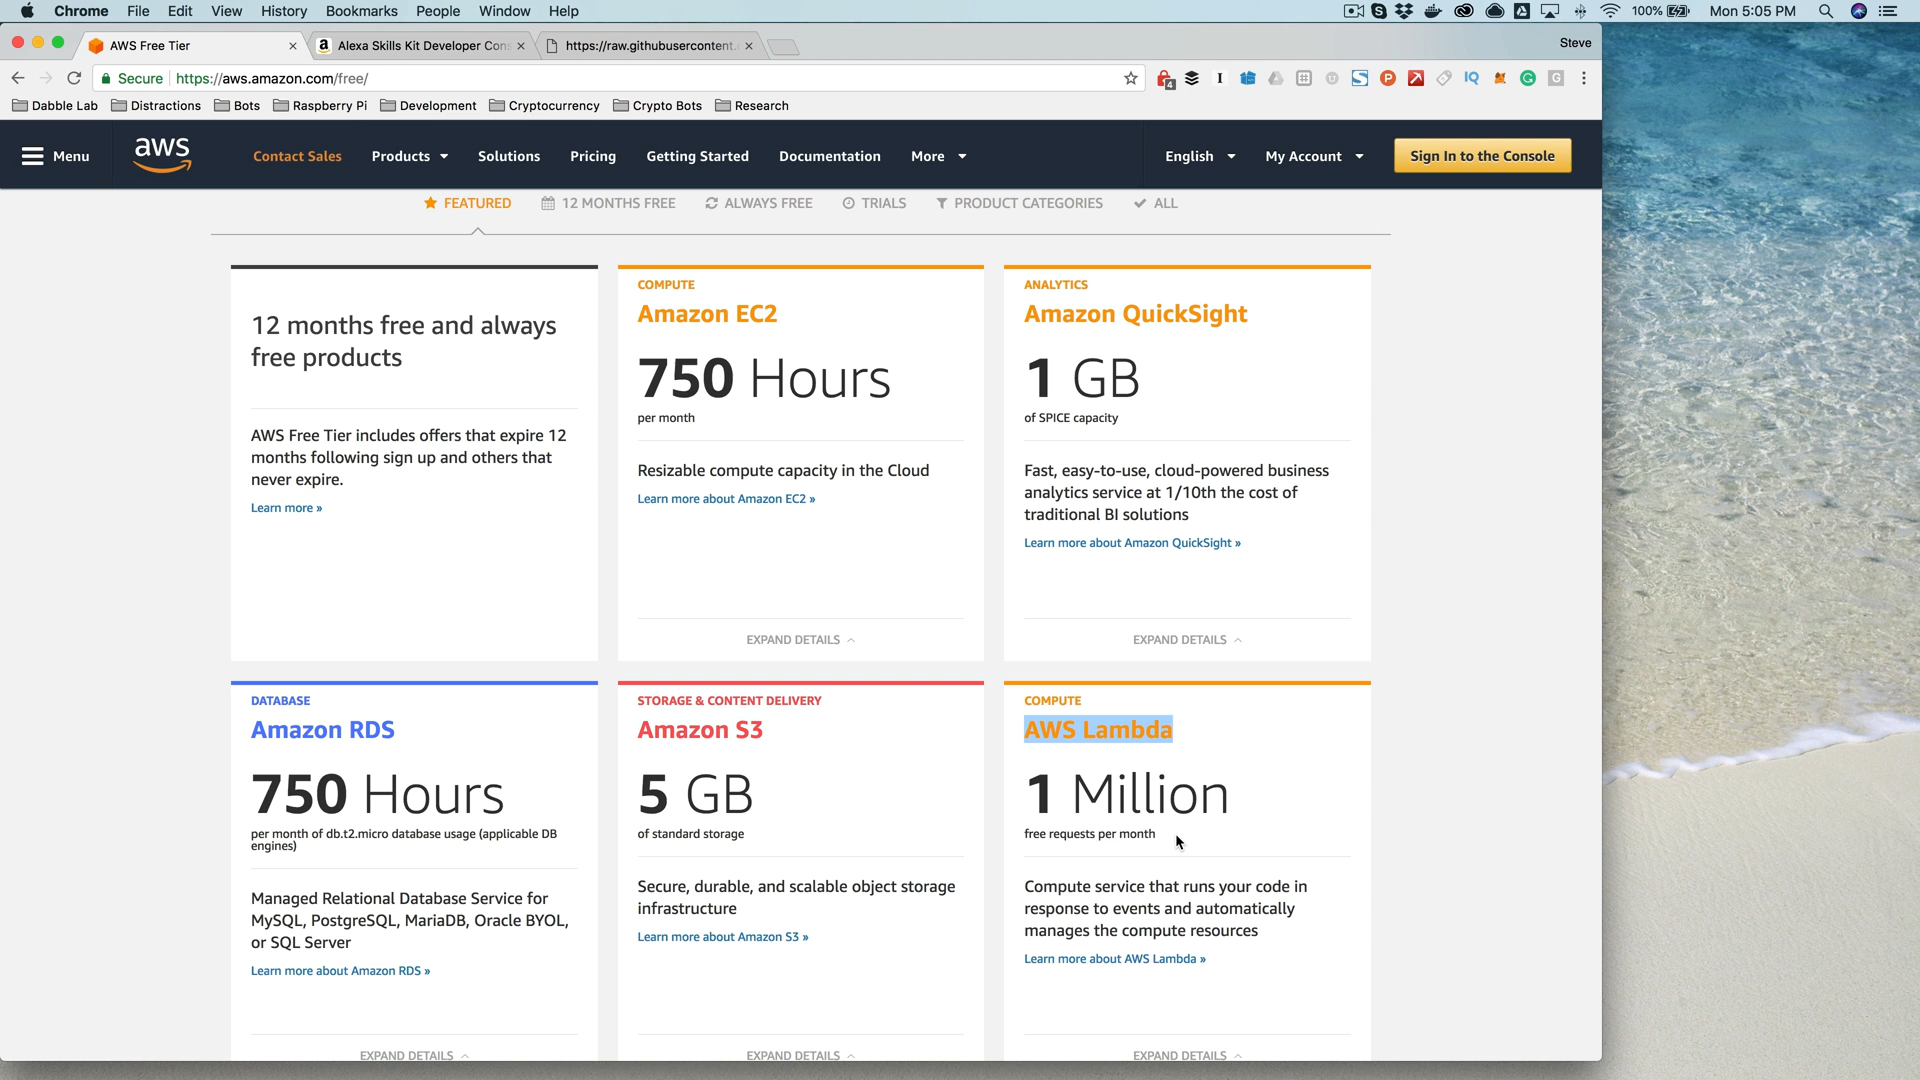 Chrome File Edit View History Bookmarks People Window Help 100% Mon 5:05 PM
AWS Free Tier Alexa Skills Kit Developer Con https://raw.githubusercontent. Steve
Secure https://aws.amazon.com/free/
Dabble Lab Distractions Bots Raspberry Pi Development Cryptocurrency Crypto Bots Research
Menu aws Contact Sales Products Solutions Pricing Getting Started Documentation More English My Account Sign In to the Console
FEATURED 12 MONTHS FREE ALWAYS FREE TRIALS PRODUCT CATEGORIES ALL
12 months free and always
free products
AWS Free Tier includes offers that expire 12
months following sign up and others that
never expire.
Learn more »
COMPUTE
Amazon EC2
750 Hours
per month
Resizable compute capacity in the Cloud
Learn more about Amazon EC2 »
EXPAND DETAILS
ANALYTICS
Amazon QuickSight
1 GB
of SPICE capacity
Fast, easy-to-use, cloud-powered business
analytics service at 1/10th the cost of
traditional BI solutions
Learn more about Amazon QuickSight »
EXPAND DETAILS
DATABASE
Amazon RDS
750 Hours
per month of db.t2.micro database usage (applicable DB
engines)
Managed Relational Database Service for
MySQL, PostgreSQL, MariaDB, Oracle BYOL,
or SQL Server
Learn more about Amazon RDS »
EXPAND DETAILS
STORAGE & CONTENT DELIVERY
Amazon S3
5 GB
of standard storage
Secure, durable, and scalable object storage
infrastructure
Learn more about Amazon S3 »
EXPAND DETAILS
COMPUTE
AWS Lambda
1 Million
free requests per month
Compute service that runs your code in
response to events and automatically
manages the compute resources
Learn more about AWS Lambda »
EXPAND DETAILS